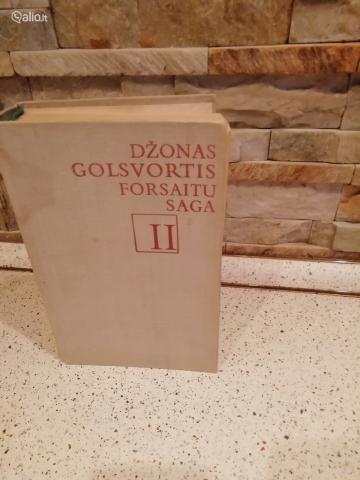 alio.lt
DŽONAS
GOLSVORTIS
FORSAITU
SAGA
II